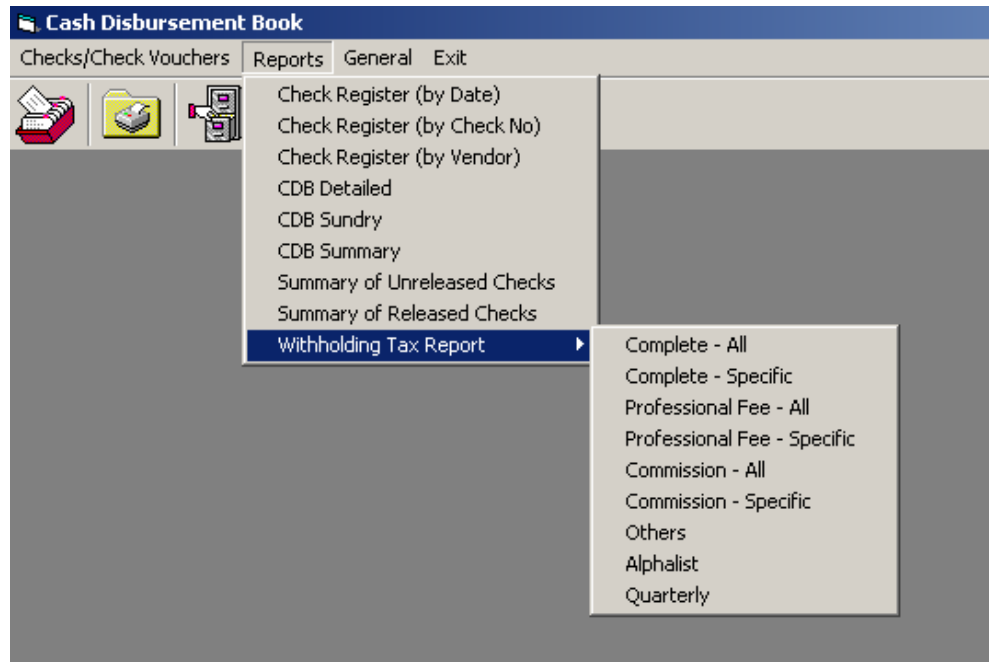 Cash Disbursement Book
Checks/Check Vouchers Reports General Exit
Check Register (by Date)
Check Register (by Check No)
Check Register (by Vendor)
CDB Detailed
CDB Sundry
CDB Summary
Summary of Unreleased Checks
Summary of Released Checks
Withholding Tax Report
Complete - All
Complete - Specific
Professional Fee - All
Professional Fee - Specific
Commission - All
Commission - Specific
Others
Alphalist
Quarterly